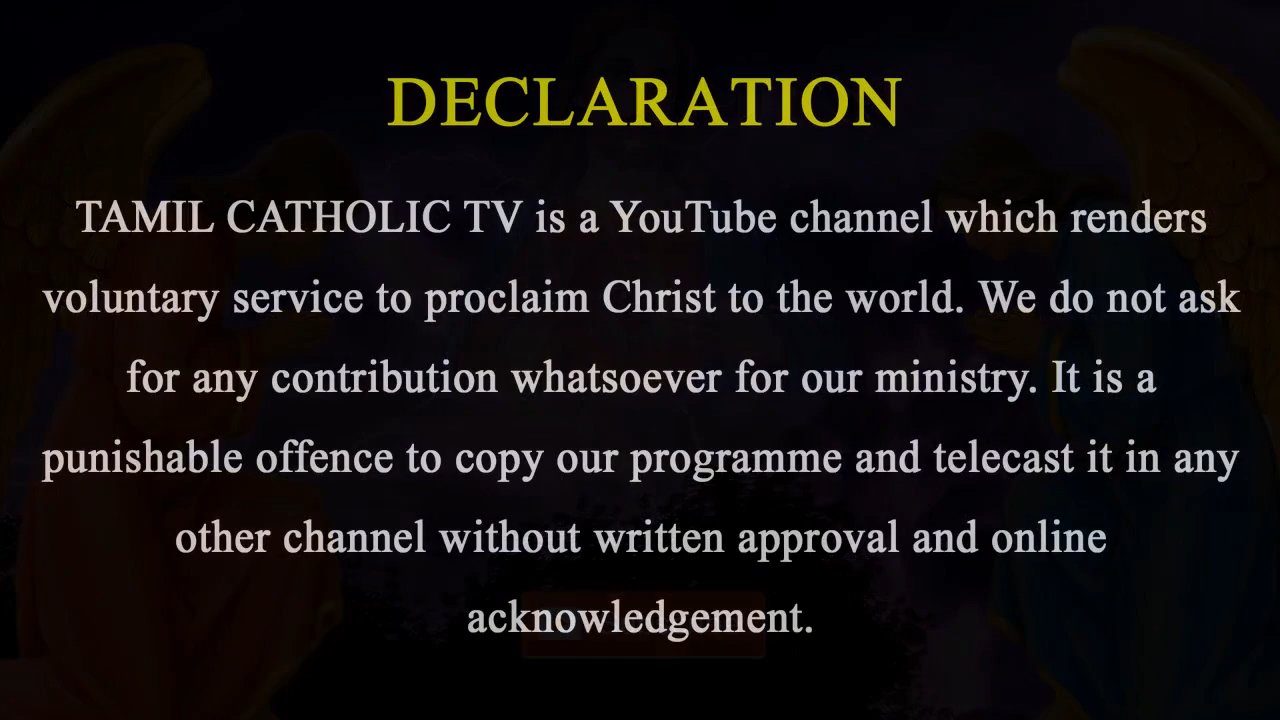 DECLARATION
TAMIL CATHOLIC TV is a YouTube channel which renders
voluntary service to proclaim Christ to the world. We do not ask
for any contribution whatsoever for our ministry. It is a
punishable offence to copy our programme and telecast it in any
other channel without written approval and online
acknowledgement.